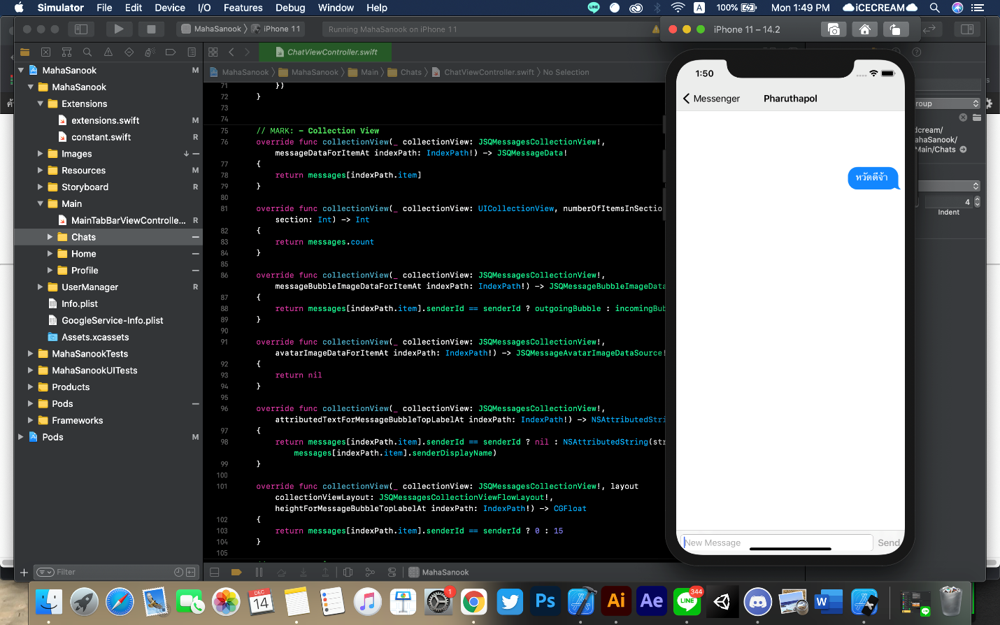 Simulator File Edit Device I/O Features Debug Window Help
100% Mon 1:49 PM iCECREAM
MahaSanook iPhone 11
Running MahaSanook on iPhone 11
iPhone 11 – 14.2
ChatViewController.swift
MahaSanook MahaSanook Main Chats ChatViewController.swift No Selection
MahaSanook M
MahaSanook
Extensions
extensions.swift M
constant.swift R
Images
Resources M
Storyboard R
Main
MainTabBarViewControlle... R
Chats
Home
Profile
UserManager R
Info.plist
GoogleService-Info.plist
Assets.xcassets
MahaSanookTests
MahaSanookUITests
Products
Pods
Frameworks
Pods M
Filter
71 })
72 }
73
74
75 // MARK: - Collection View
76 override func collectionView(_ collectionView: JSQMessagesCollectionView!,
messageDataForItemAt indexPath: IndexPath!) -> JSQMessageData!
77 {
78 return messages[indexPath.item]
79 }
80
81 override func collectionView(_ collectionView: UICollectionView, numberOfItemsInSectio
section: Int) -> Int
82 {
83 return messages.count
84 }
85
86 override func collectionView(_ collectionView: JSQMessagesCollectionView!,
messageBubbleImageDataForItemAt indexPath: IndexPath!) -> JSQMessageBubbleImageData
87 {
88 return messages[indexPath.item].senderId == senderId ? outgoingBubble : incomingBub
89 }
90
91 override func collectionView(_ collectionView: JSQMessagesCollectionView!,
avatarImageDataForItemAt indexPath: IndexPath!) -> JSQMessageAvatarImageDataSource!
92 {
93 return nil
94 }
95
96 override func collectionView(_ collectionView: JSQMessagesCollectionView!,
attributedTextForMessageBubbleTopLabelAt indexPath: IndexPath!) -> NSAttributedStri
97 {
98 return messages[indexPath.item].senderId == senderId ? nil : NSAttributedString(str
messages[indexPath.item].senderDisplayName)
99 }
100
101 override func collectionView(_ collectionView: JSQMessagesCollectionView!, layout
collectionViewLayout: JSQMessagesCollectionViewFlowLayout!,
heightForMessageBubbleTopLabelAt indexPath: IndexPath!) -> CGFloat
102 {
103 return messages[indexPath.item].senderId == senderId ? 0 : 15
104 }
105
MahaSanook
1:50
Messenger Pharuthapol
หวัดดีจ้า
New Message Send
roup
dcream/
ahaSanook/
Main/Chats
4
Indent
DEC
14
1
Ps
Ai
Ae
LINE
344
W